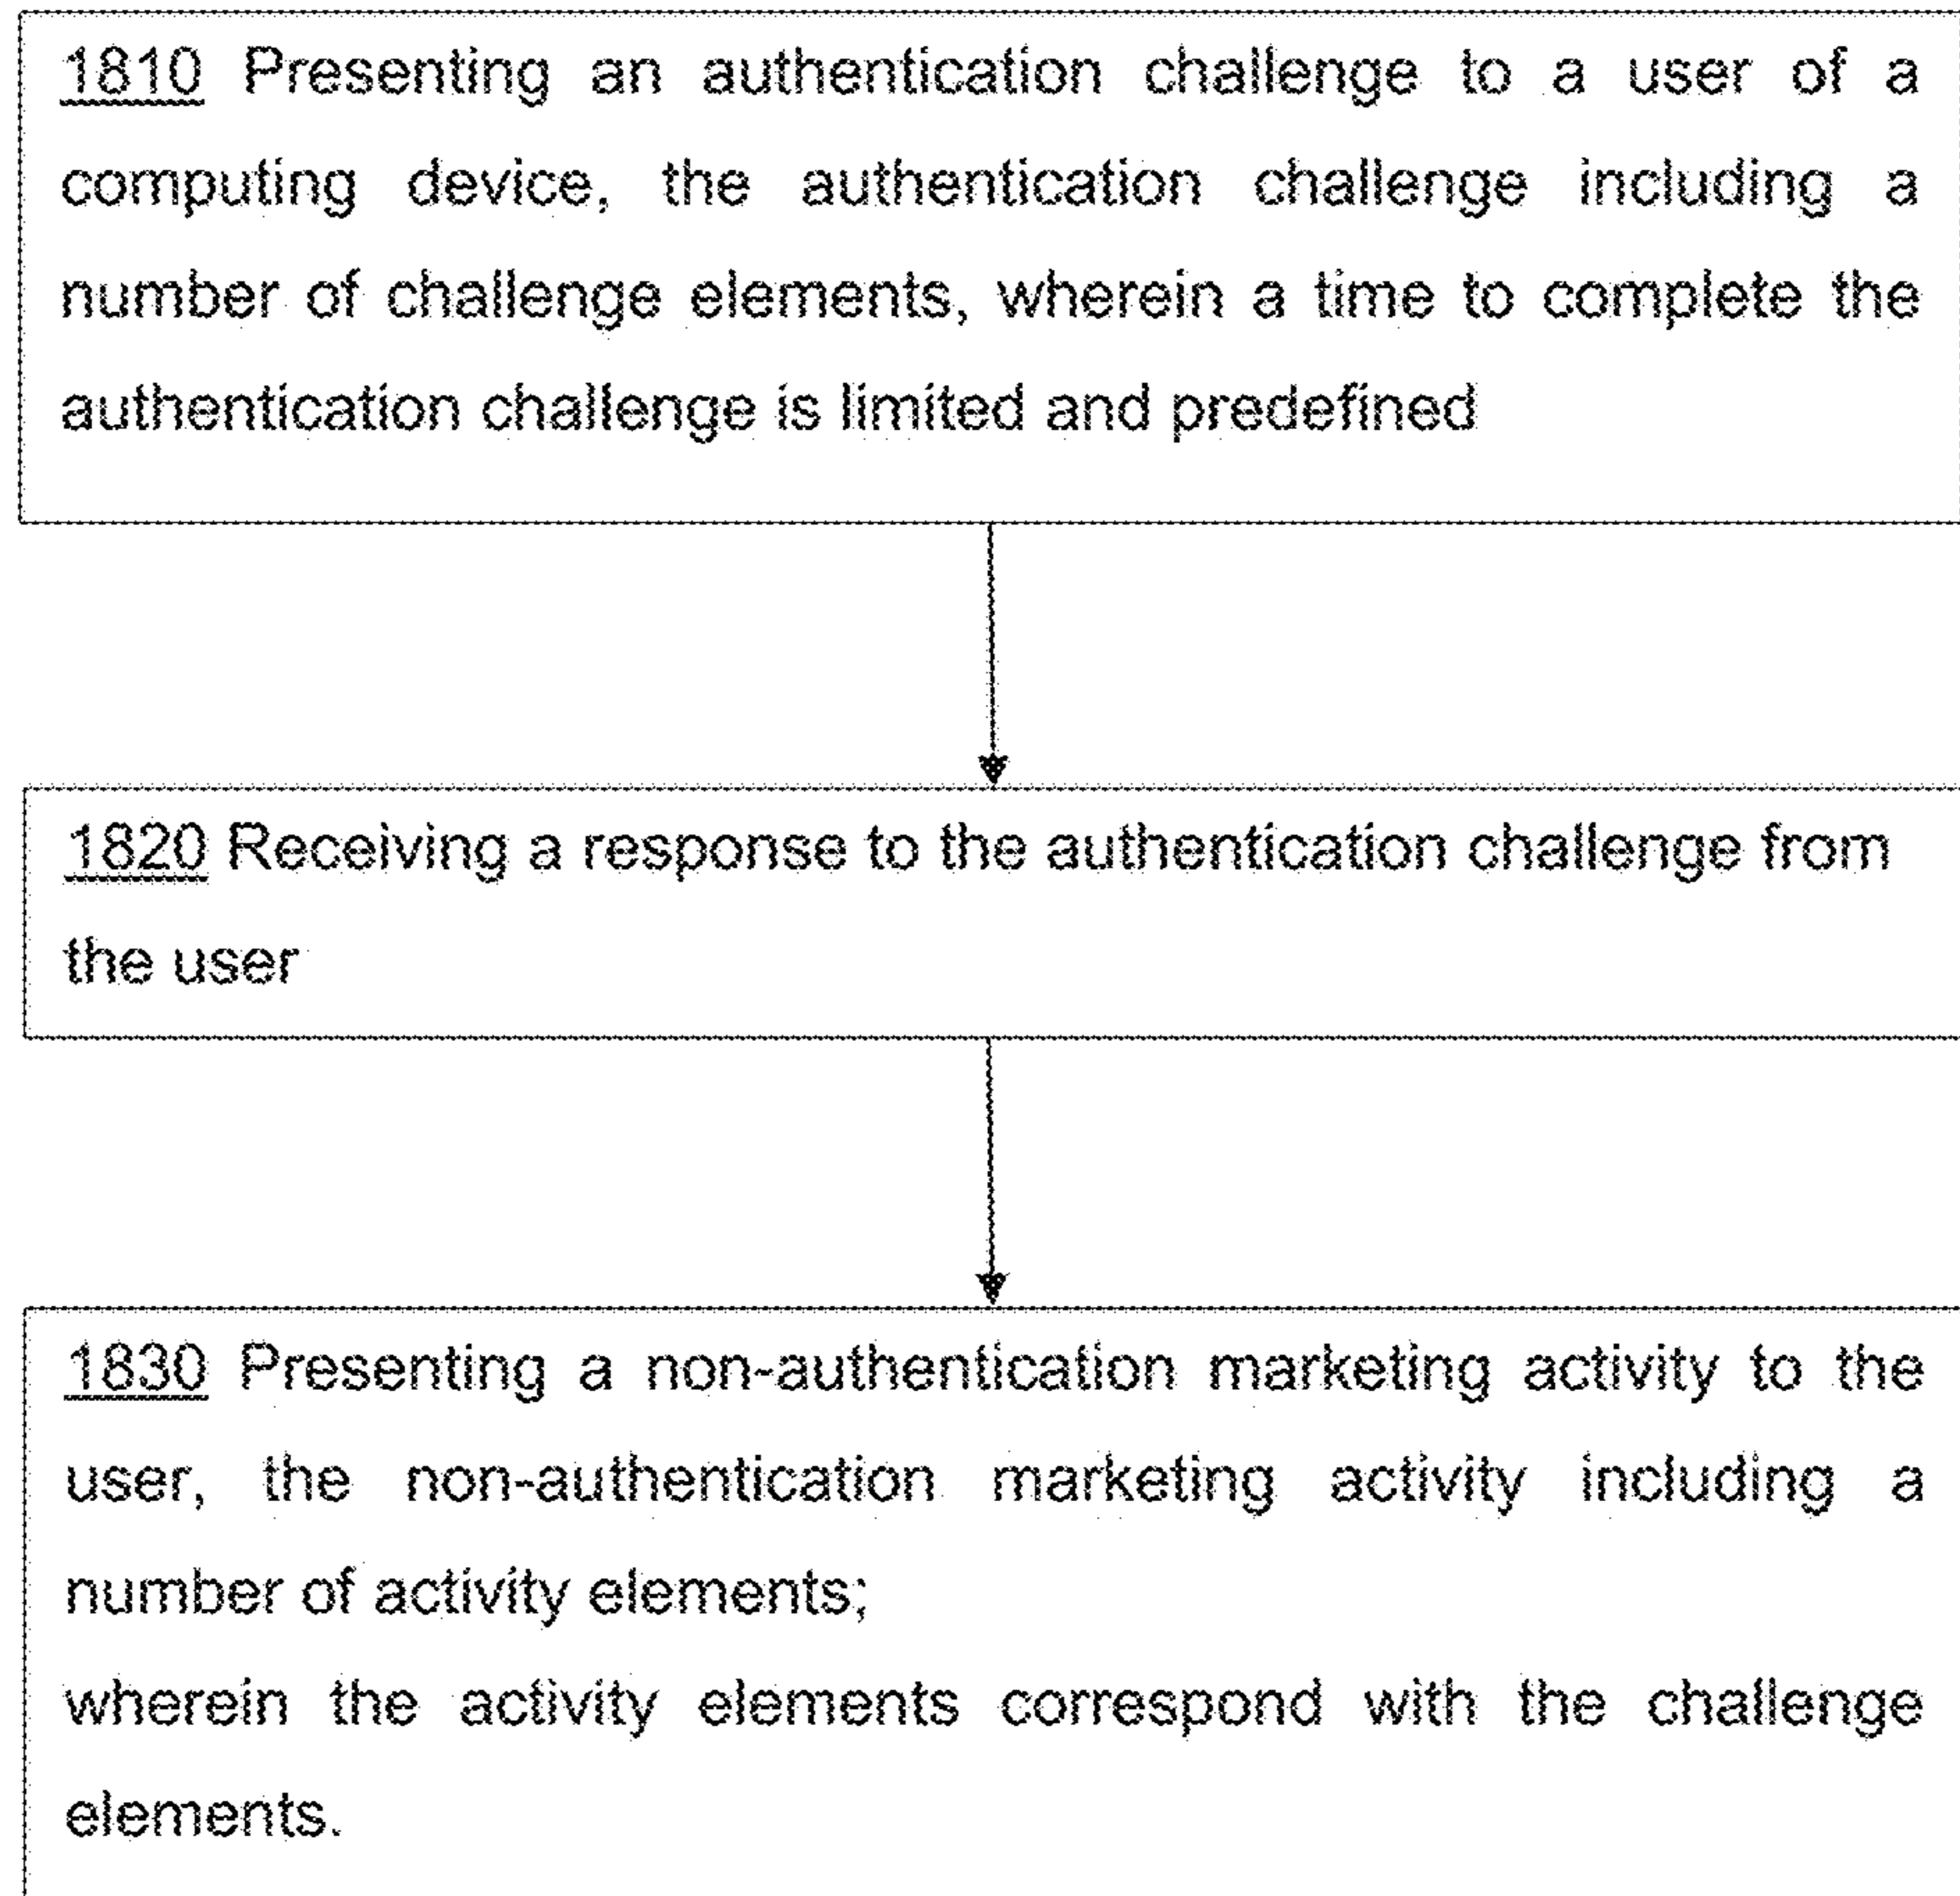 1810 Presenting an authentication challenge to a user of a
computing device, the authentication challenge including a
number of challenge elements, wherein a time to complete the
authentication challenge is limited and predefined
1820 Receiving a response to the authentication challenge from
the user
1830 Presenting a non-authentication marketing activity to the
user, the non-authentication marketing activity including a
number of activity elements;
wherein the activity elements correspond with the challenge
elements.